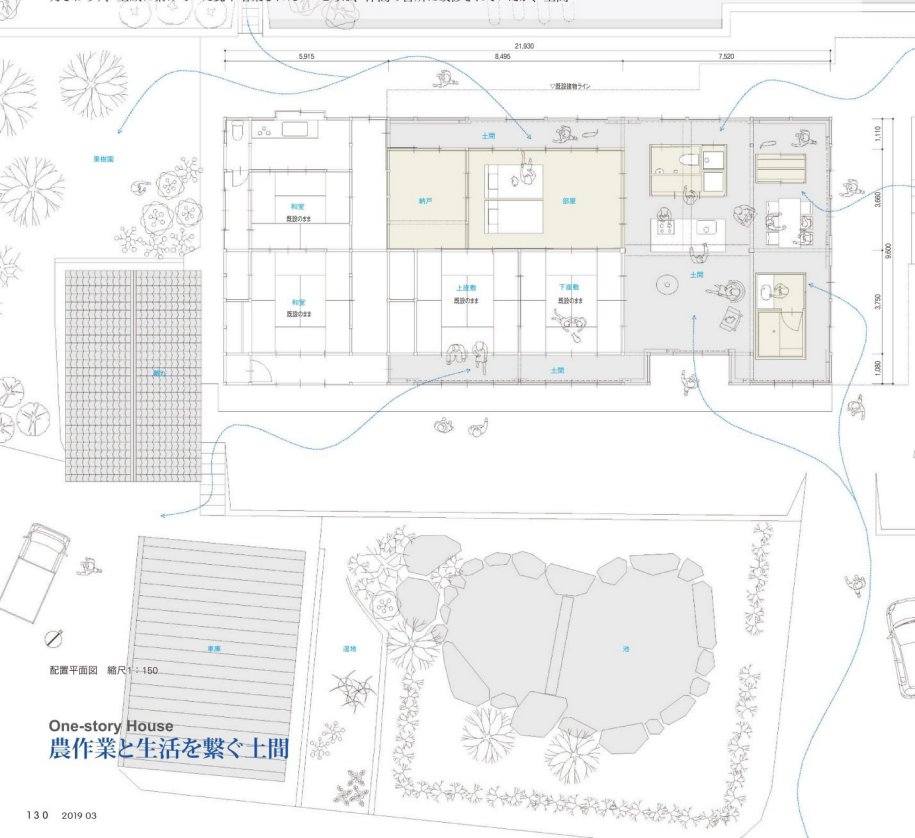 21,930
5,915
8,495
7,520
▽既設建物ライン
土間
1,110
果樹園
3,660
和室
既設のまま
納戸
部屋
9,600
土間
上座敷
既設のまま
下座敷
既設のまま
和室
既設のまま
3,750
離れ
土間
1,080
車庫
湿地
池
配置平面図 縮尺1:150
One-story House
農作業と生活を繋ぐ土間
130 2019 03